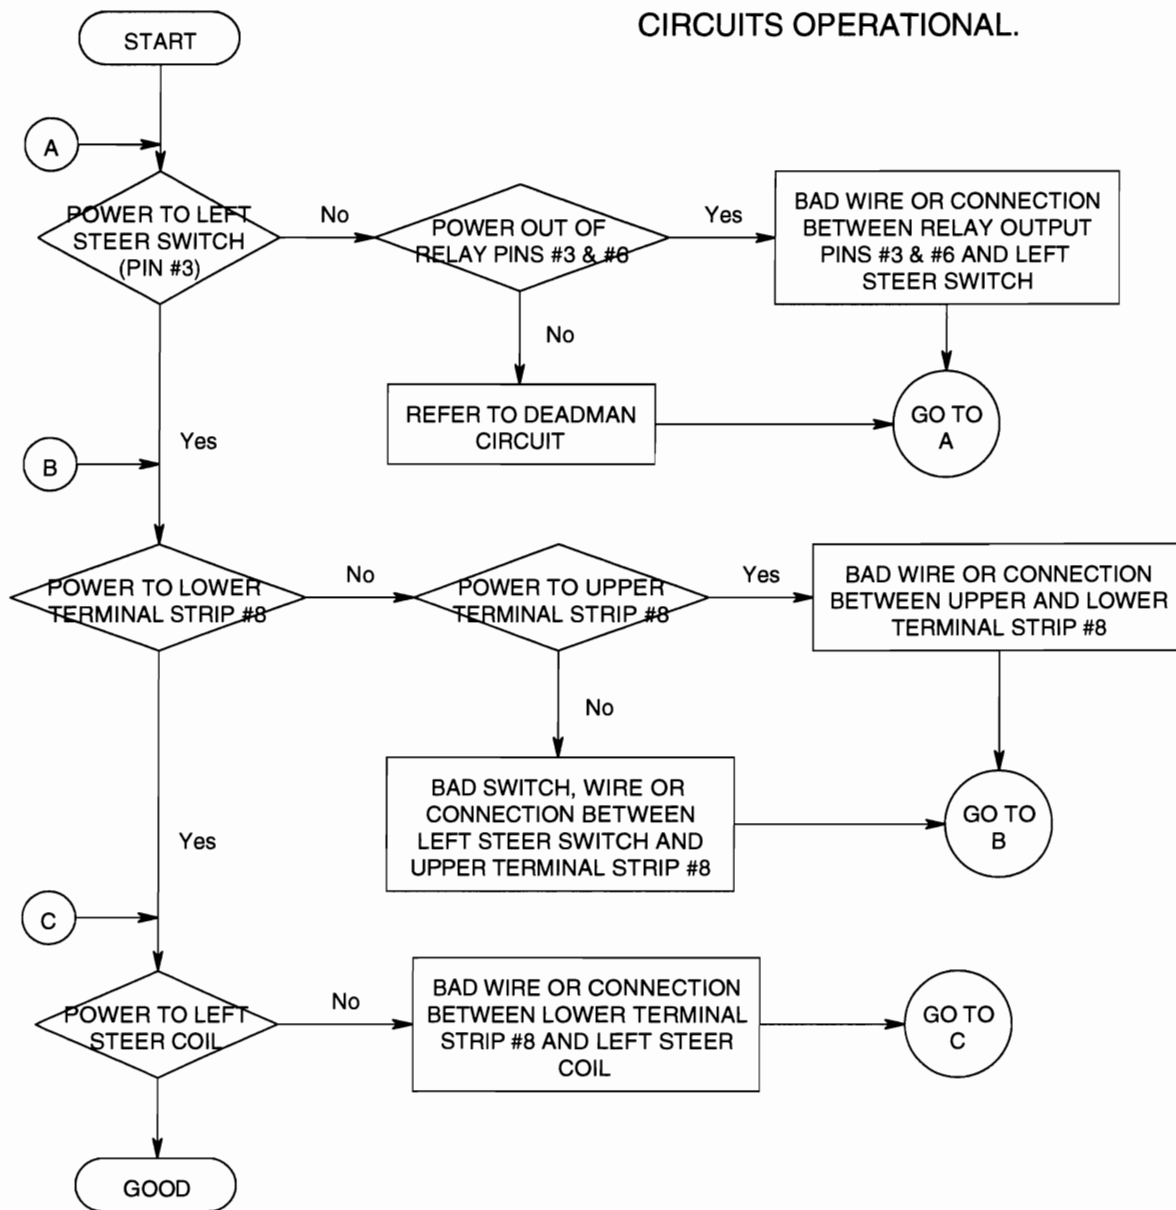 CIRCUITS OPERATIONAL.
START
A
POWER TO LEFT
STEER SWITCH
(PIN #3)
No
POWER OUT OF
RELAY PINS #3 & #6
Yes
BAD WIRE OR CONNECTION
BETWEEN RELAY OUTPUT
PINS #3 & #6 AND LEFT
STEER SWITCH
No
REFER TO DEADMAN
CIRCUIT
GO TO
A
Yes
B
POWER TO LOWER
TERMINAL STRIP #8
No
POWER TO UPPER
TERMINAL STRIP #8
Yes
BAD WIRE OR CONNECTION
BETWEEN UPPER AND LOWER
TERMINAL STRIP #8
No
BAD SWITCH, WIRE OR
CONNECTION BETWEEN
LEFT STEER SWITCH AND
UPPER TERMINAL STRIP #8
GO TO
B
Yes
C
POWER TO LEFT
STEER COIL
No
BAD WIRE OR CONNECTION
BETWEEN LOWER TERMINAL
STRIP #8 AND LEFT STEER
COIL
GO TO
C
GOOD